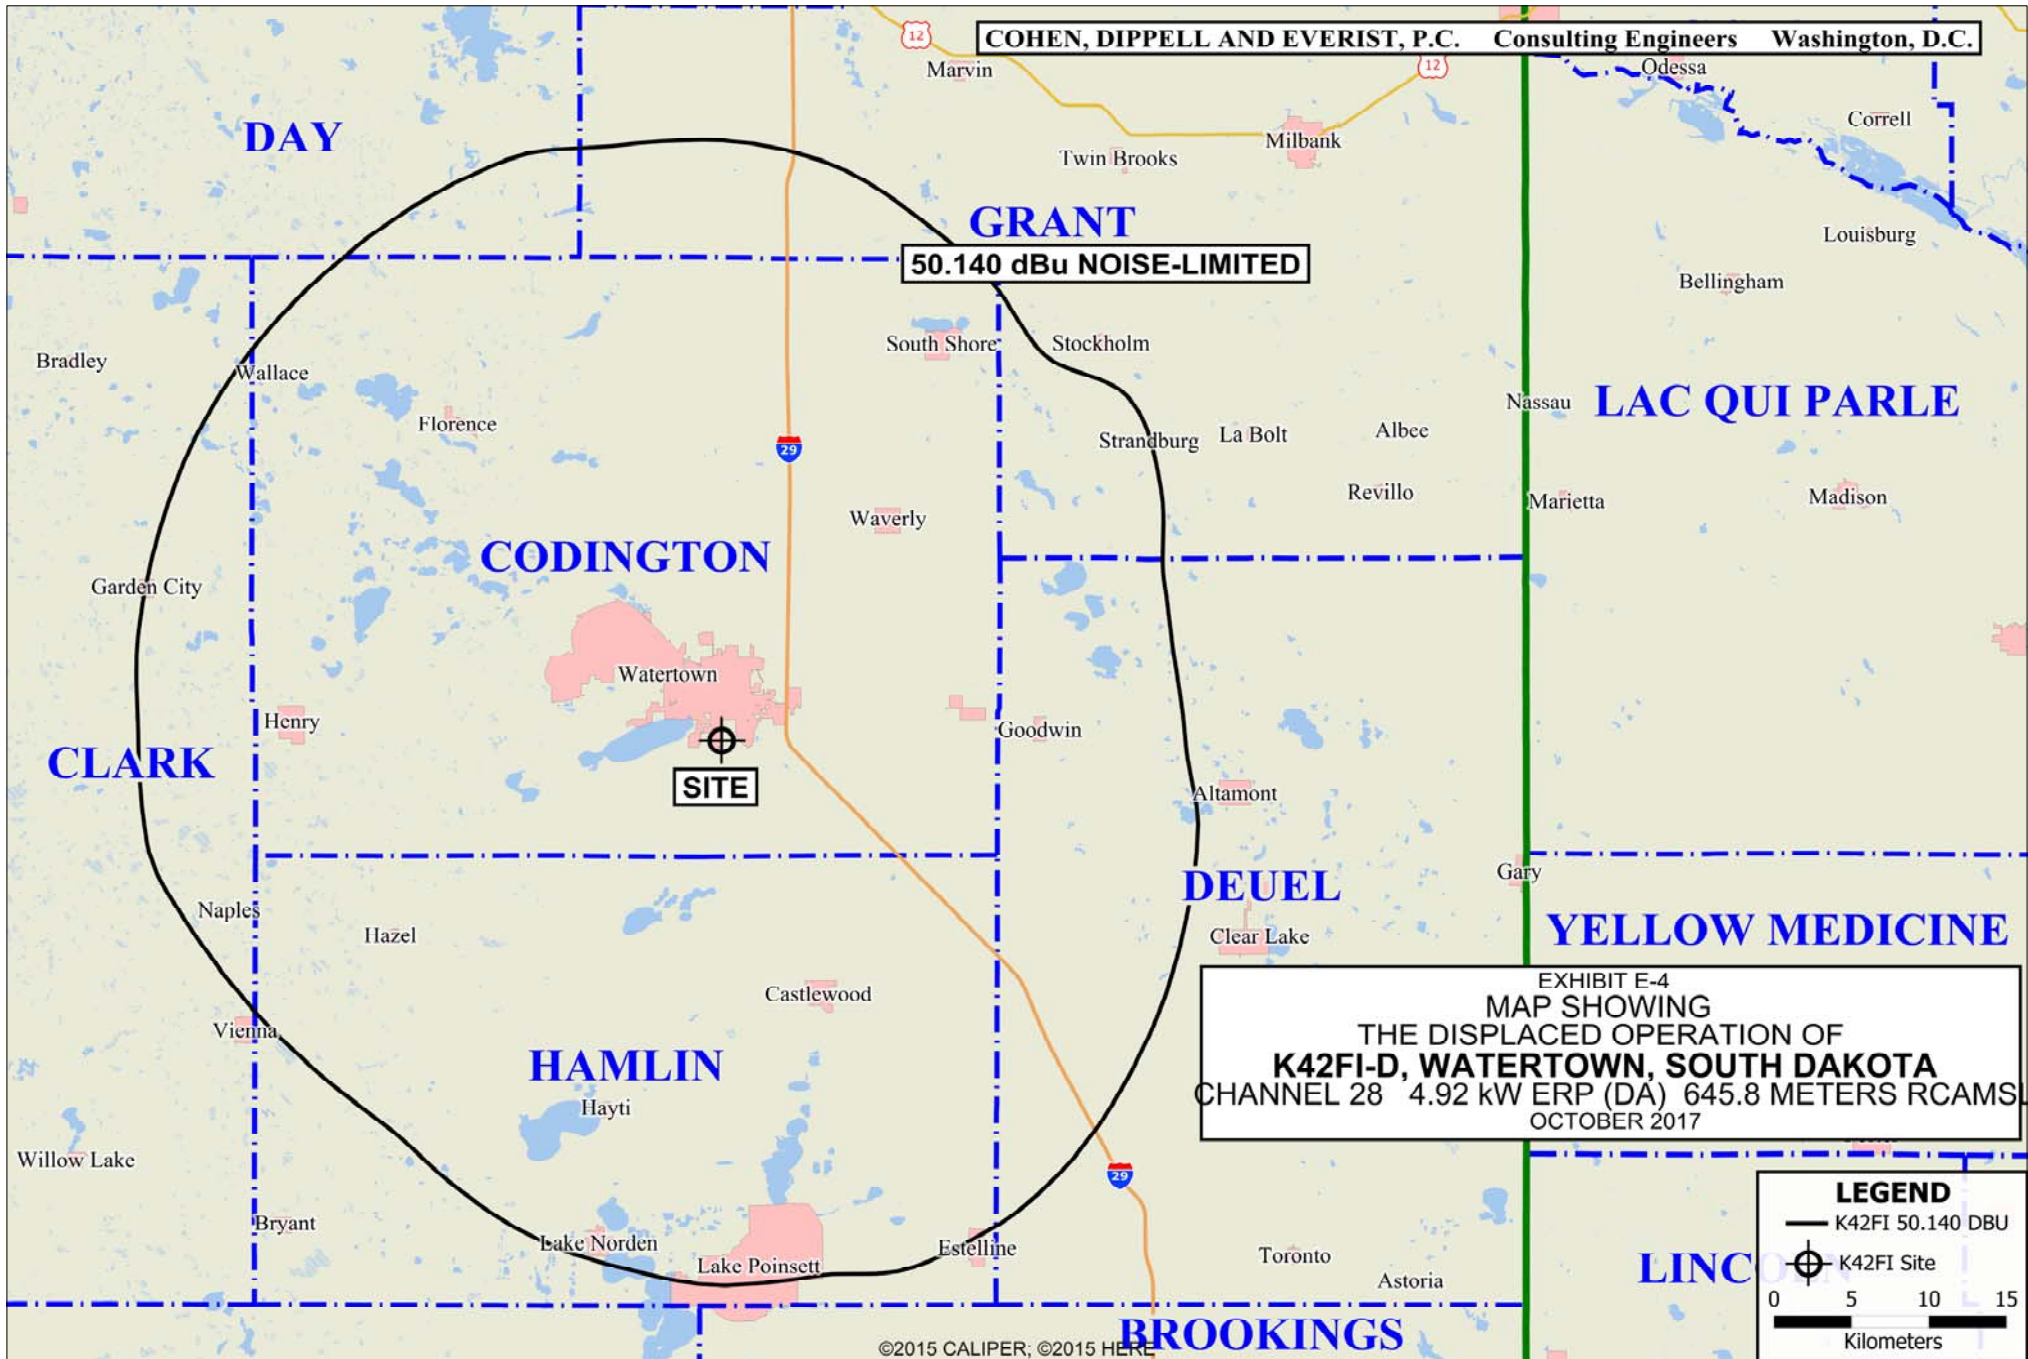 COHEN, DIPPELL AND EVERIST, P.C. Consulting Engineers Washington, D.C.
12
12
Marvin
Odessa
Correll
DAY
Milbank
Twin Brooks
GRANT
Louisburg
50.140 dBu NOISE-LIMITED
Bellingham
South Shore
Stockholm
Bradley
Wallace
Nassau
LAC QUI PARLE
Florence
Strandburg
La Bolt
Albee
29
Revillo
Marietta
Madison
Waverly
CODINGTON
Garden City
Watertown
Henry
Goodwin
CLARK
SITE
Altamont
Gary
DEUEL
Naples
Hazel
Clear Lake
YELLOW MEDICINE
Castlewood
EXHIBIT E-4
MAP SHOWING
THE DISPLACED OPERATION OF
K42FI-D, WATERTOWN, SOUTH DAKOTA
CHANNEL 28 4.92 kW ERP (DA) 645.8 METERS RCAMSL
OCTOBER 2017
Vienna
HAMLIN
Hayti
Willow Lake
29
Bryant
Lake Norden
Estelline
Lake Poinsett
Toronto
Astoria
LINCOLN
LEGEND
K42FI 50.140 DBU
K42FI Site
0 5 10 15
Kilometers
BROOKINGS
©2015 CALIPER; ©2015 HERE